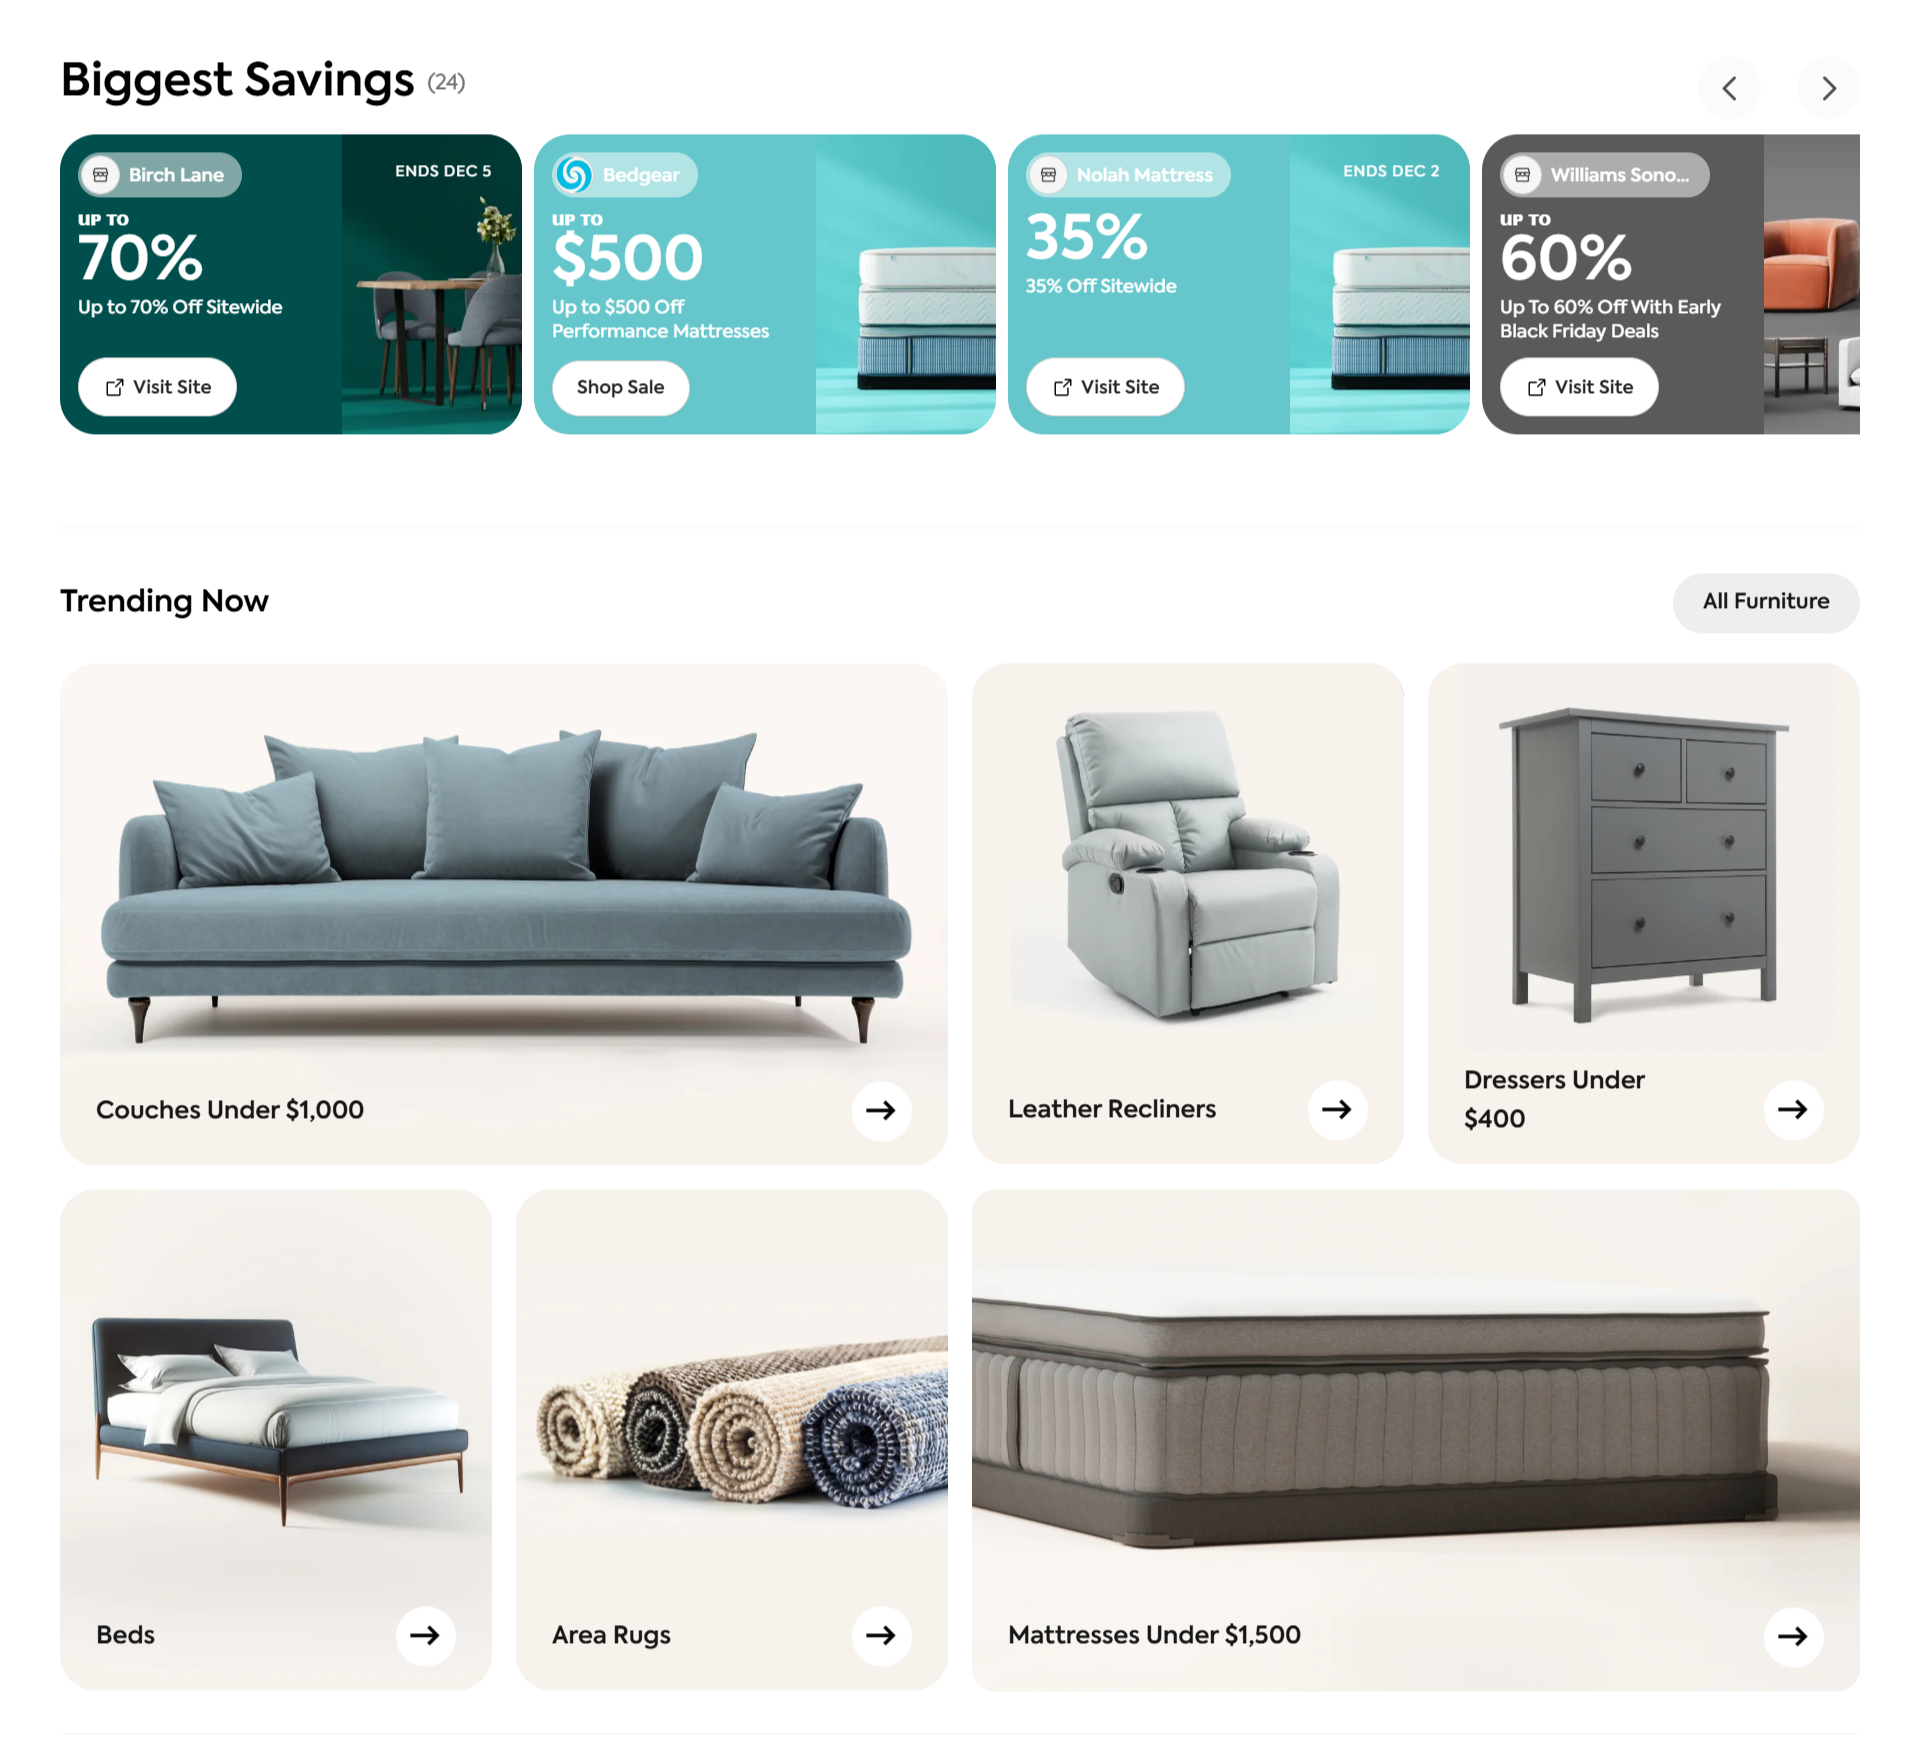 Biggest Savings (24)
Birch Lane
ENDS DEC 5
UP TO
70%
Up to 70% Off Sitewide
Visit Site
Bedgear
UP TO
$500
Up to $500 Off
Performance Mattresses
Shop Sale
Nolah Mattress
ENDS DEC 2
35%
35% Off Sitewide
Visit Site
Williams Sono...
UP TO
60%
Up To 60% Off With Early
Black Friday Deals
Visit Site
Trending Now
All Furniture
Couches Under $1,000
Leather Recliners
Dressers Under
$400
Beds
Area Rugs
Mattresses Under $1,500